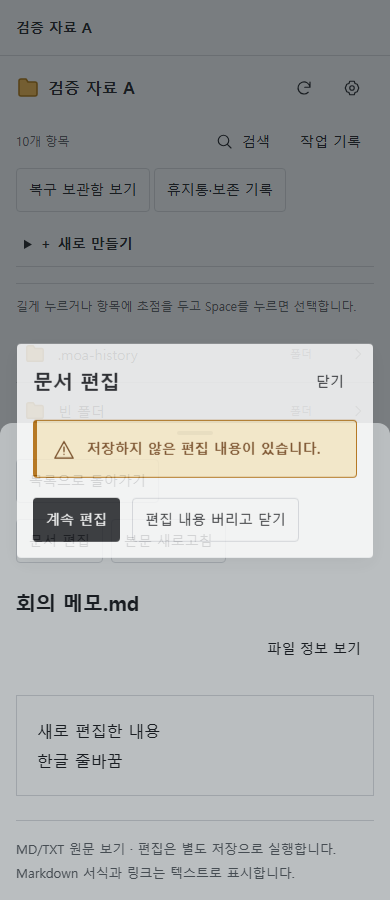 검증 자료 A
검증 자료 A
10개 항목
검색
작업 기록
복구 보관함 보기
휴지통·보존 기록
+ 새로 만들기
길게 누르거나 항목에 초점을 두고 Space를 누르면 선택합니다.
.moa-history
폴더
문서 편집
닫기
빈 폴더
폴더
저장하지 않은 편집 내용이 있습니다.
목록으로 돌아가기
계속 편집
편집 내용 버리고 닫기
문서 편집
본문 새로고침
회의 메모.md
파일 정보 보기
새로 편집한 내용
한글 줄바꿈
MD/TXT 원문 보기 · 편집은 별도 저장으로 실행합니다.
Markdown 서식과 링크는 텍스트로 표시합니다.